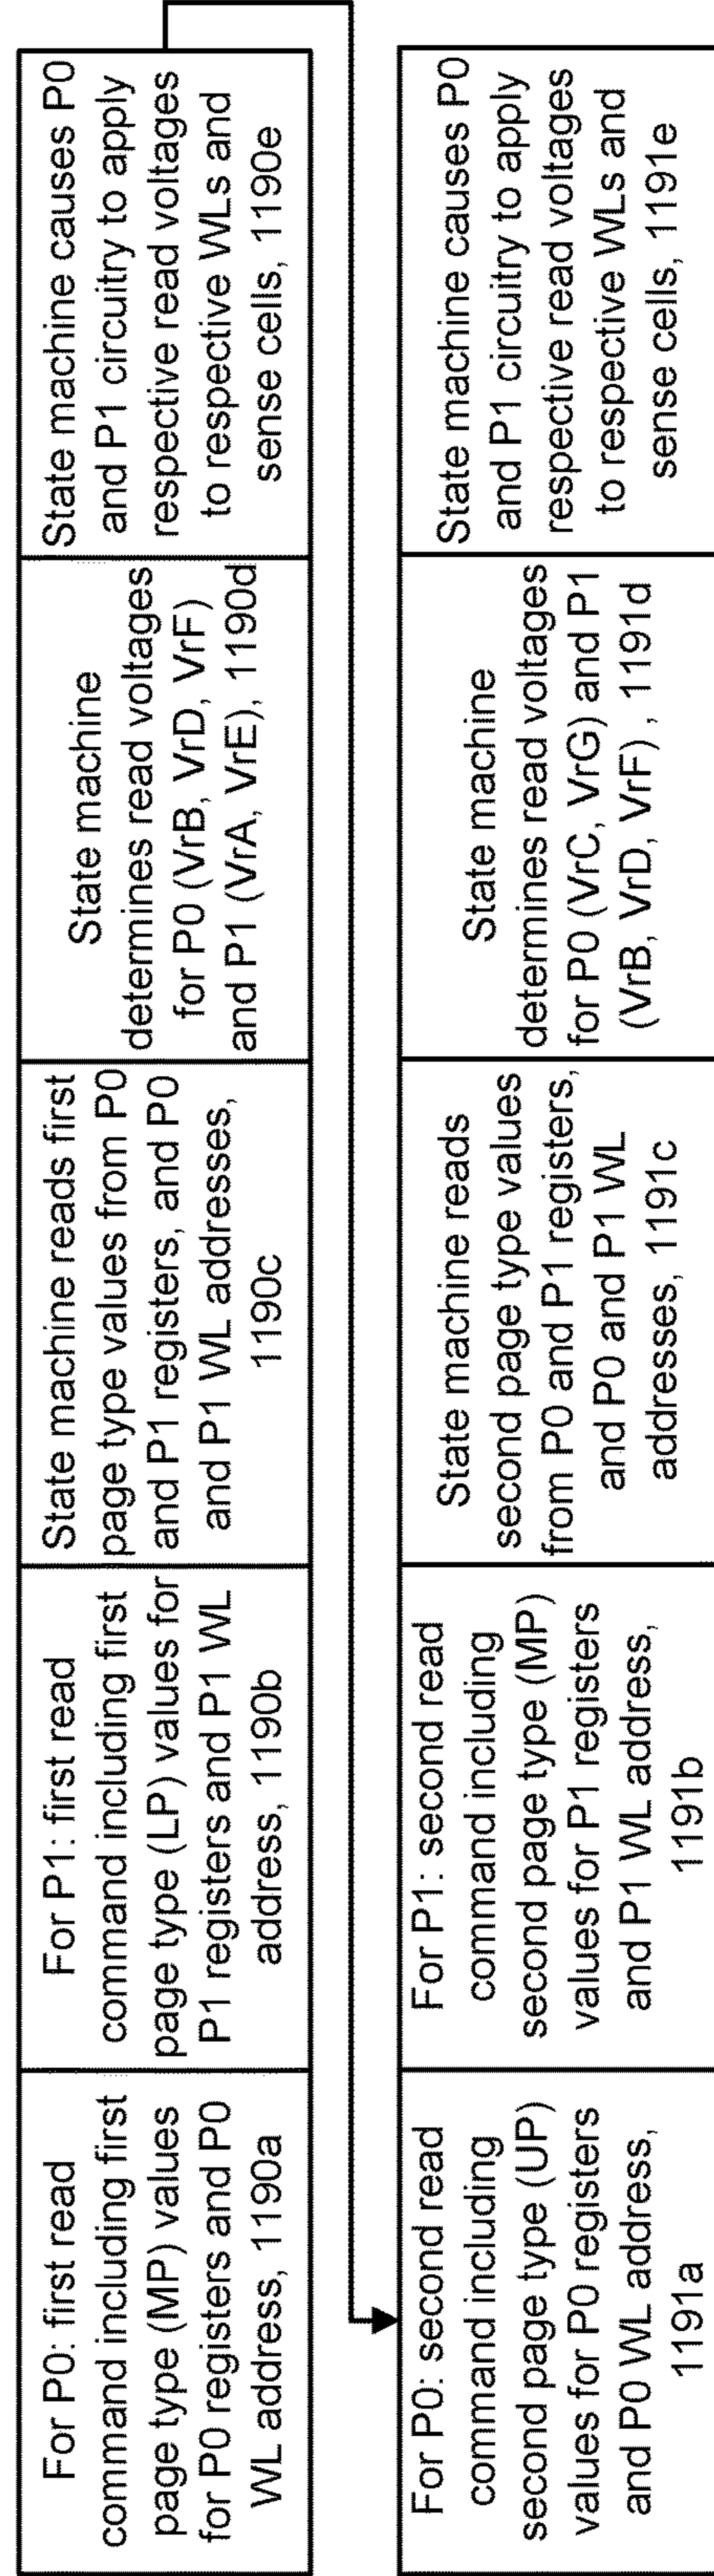 For P0: first read
command including first
page type (MP) values
for P0 registers and P0
WL address, 1190a
For P1: first read
command including first
page type (LP) values for
P1 registers and P1 WL
address, 1190b
State machine reads first
page type values from P0
and P1 registers, and P0
and P1 WL addresses,
1190c
State machine
determines read voltages
for P0 (VrB, VrD, VrF)
and P1 (VrA, VrE), 1190d
State machine causes P0
and P1 circuitry to apply
respective read voltages
to respective WLs and
sense cells, 1190e
For P0: second read
command including
second page type (UP)
values for P0 registers
and P0 WL address,
1191a
For P1: second read
command including
second page type (MP)
values for P1 registers
and P1 WL address,
1191b
State machine reads
second page type values
from P0 and P1 registers,
and P0 and P1 WL
addresses, 1191c
State machine
determines read voltages
for P0 (VrC, VrG) and P1
(VrB, VrD, VrF) , 1191d
State machine causes P0
and P1 circuitry to apply
respective read voltages
to respective WLs and
sense cells, 1191e